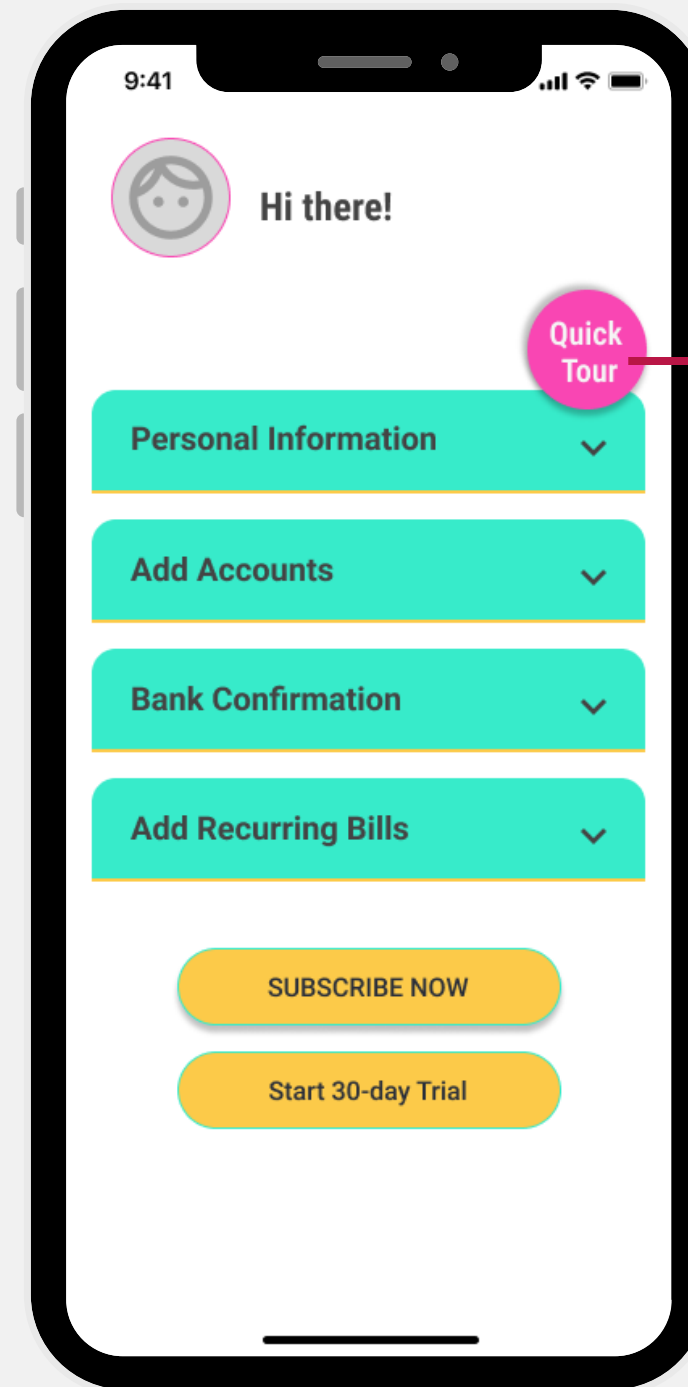 9:41
Hi there!
Quick
Tour
Personal Information
Add Accounts
Bank Confirmation
Add Recurring Bills
SUBSCRIBE NOW
Start 30-day Trial